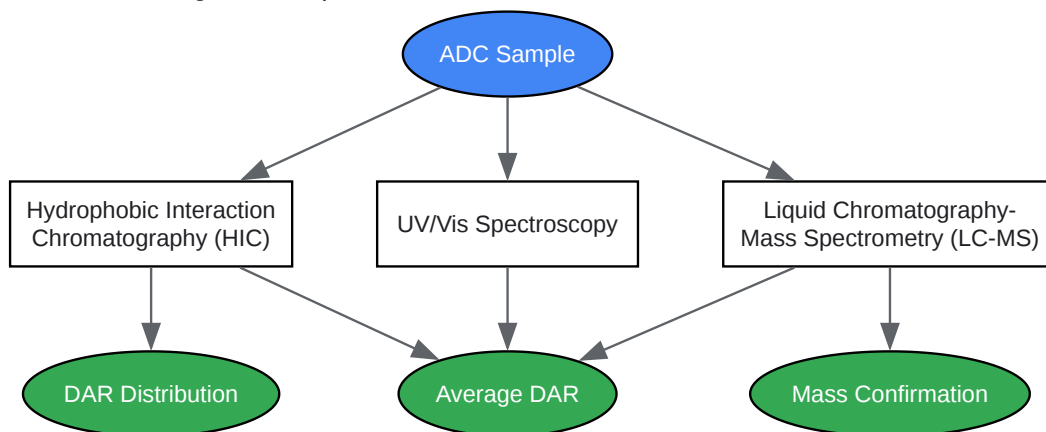 ADC Sample
Hydrophobic Interaction
Chromatography (HIC)
UV/Vis Spectroscopy
Liquid Chromatography-
Mass Spectrometry (LC-MS)
DAR Distribution
Average DAR
Mass Confirmation